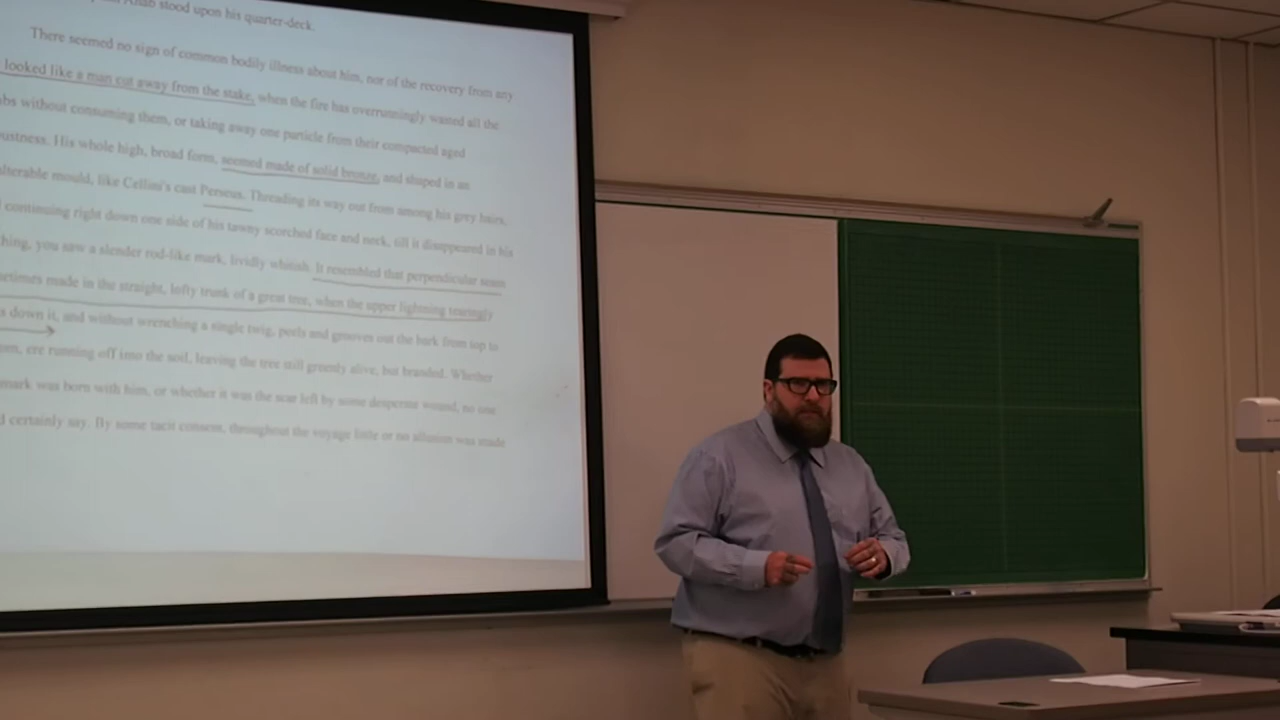 Ahab stood upon his quarter-deck.
There seemed no sign of common bodily illness about him, nor of the recovery from any
looked like a man cut away from the stake, when the fire has overrunningly wasted all the
bs without consuming them, or taking away one particle from their compacted aged
ustness. His whole high, broad form, seemed made of solid bronze, and shaped in an
alterable mould, like Cellini's cast Perseus. Threading its way out from among his grey hairs,
continuing right down one side of his tawny scorched face and neck, till it disappeared in his
thing, you saw a slender rod-like mark, lividly whitish. It resembled that perpendicular seam
etimes made in the straight, lofty trunk of a great tree, when the upper lightning tearingly
s down it, and without wrenching a single twig, peels and grooves out the bark from top to
om, ere running off into the soil, leaving the tree still greenly alive, but branded. Whether
mark was born with him, or whether it was the scar left by some desperate wound, no one
d certainly say. By some tacit consent, throughout the voyage little or no allusion was made